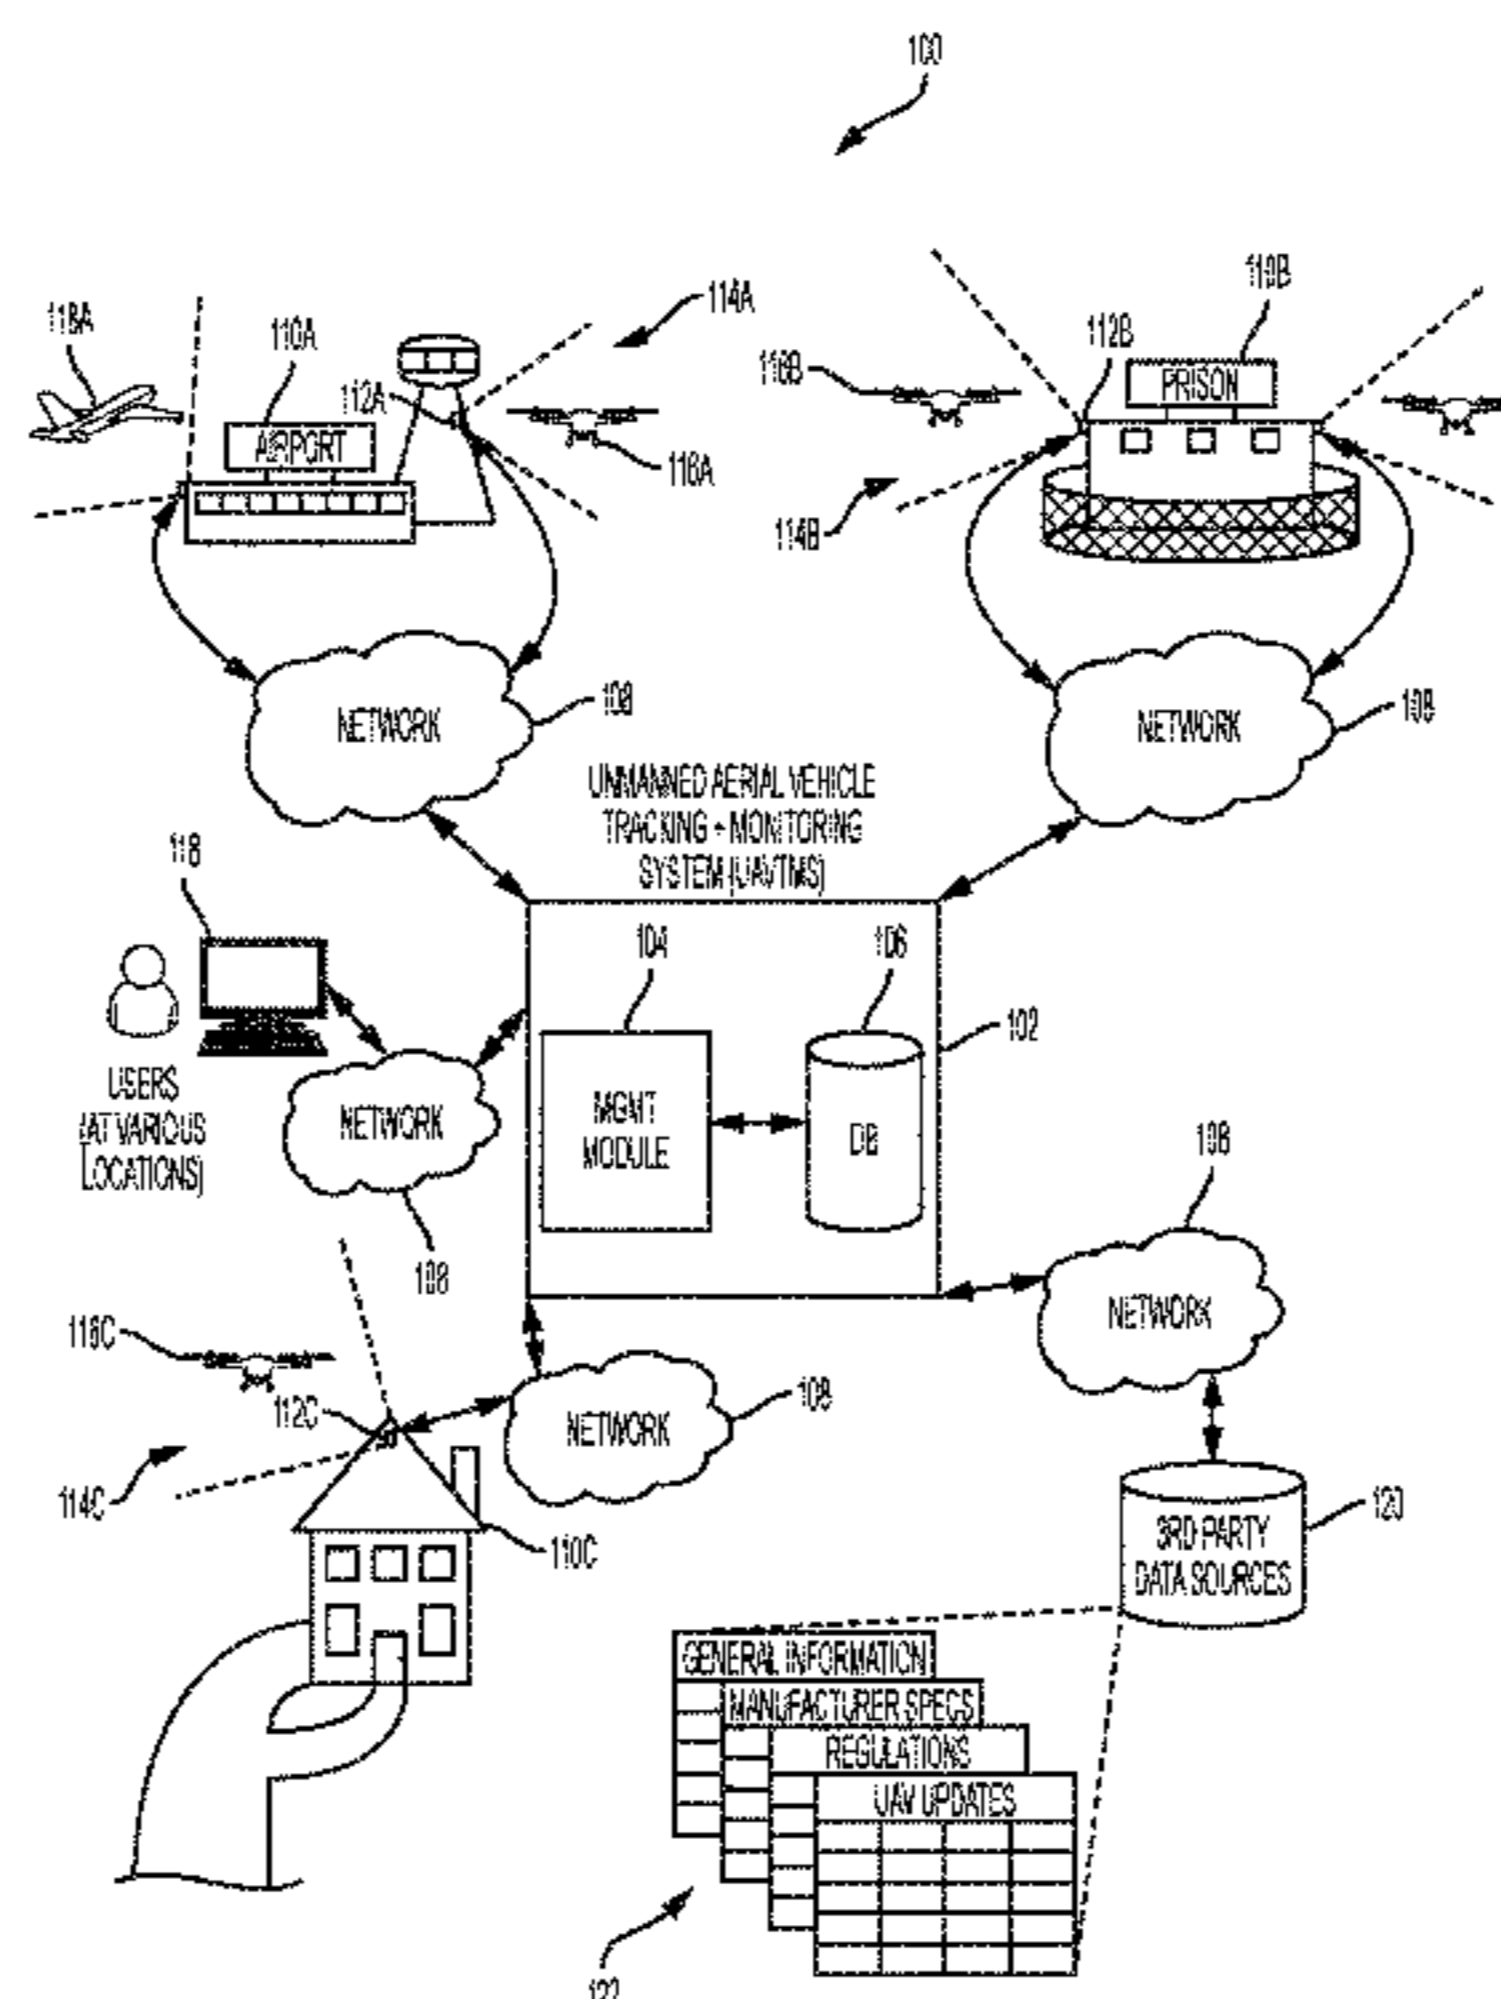 100
110B
116A
110A
114A
112B
112A
116B
PRISON
AIRPORT
116A
114B
108
108
NETWORK
NETWORK
UNMANNED AERIAL VEHICLE
TRACKING + MONITORING
SYSTEM (UAVTMS)
118
104
106
102
USERS
(AT VARIOUS
LOCATIONS)
NETWORK
MGMT
MODULE
DB
108
108
NETWORK
116C
112C
108
NETWORK
114C
110C
120
3RD PARTY
DATA SOURCES
GENERAL INFORMATION
MANUFACTURER SPECS
REGULATIONS
UAV UPDATES
122